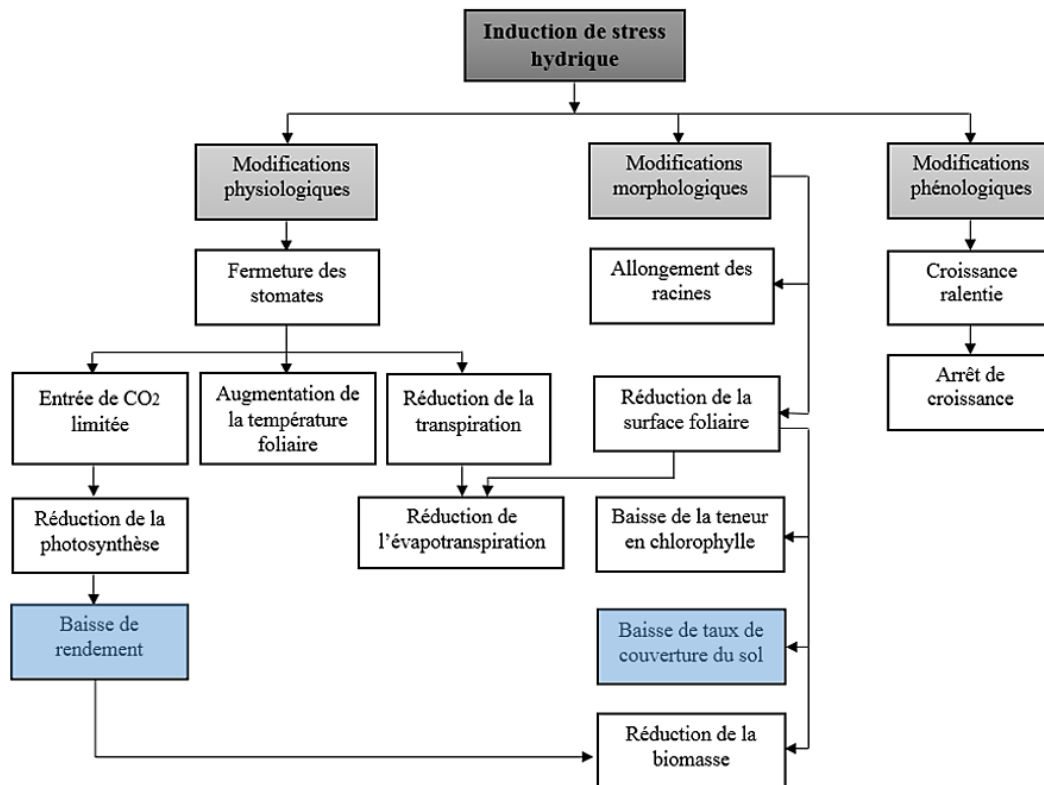 Induction de stress
hydrique
Modifications
physiologiques
Modifications
morphologiques
Modifications
phénologiques
Fermeture des
stomates
Allongement des
racines
Croissance
ralentie
Entrée de CO2
limitée
Augmentation de
la température
foliaire
Réduction de la
transpiration
Réduction de la
surface foliaire
Arrêt de
croissance
Réduction de la
photosynthèse
Réduction de
l’évapotranspiration
Baisse de la teneur
en chlorophylle
Baisse de
rendement
Baisse de taux de
couverture du sol
Réduction de la
biomasse